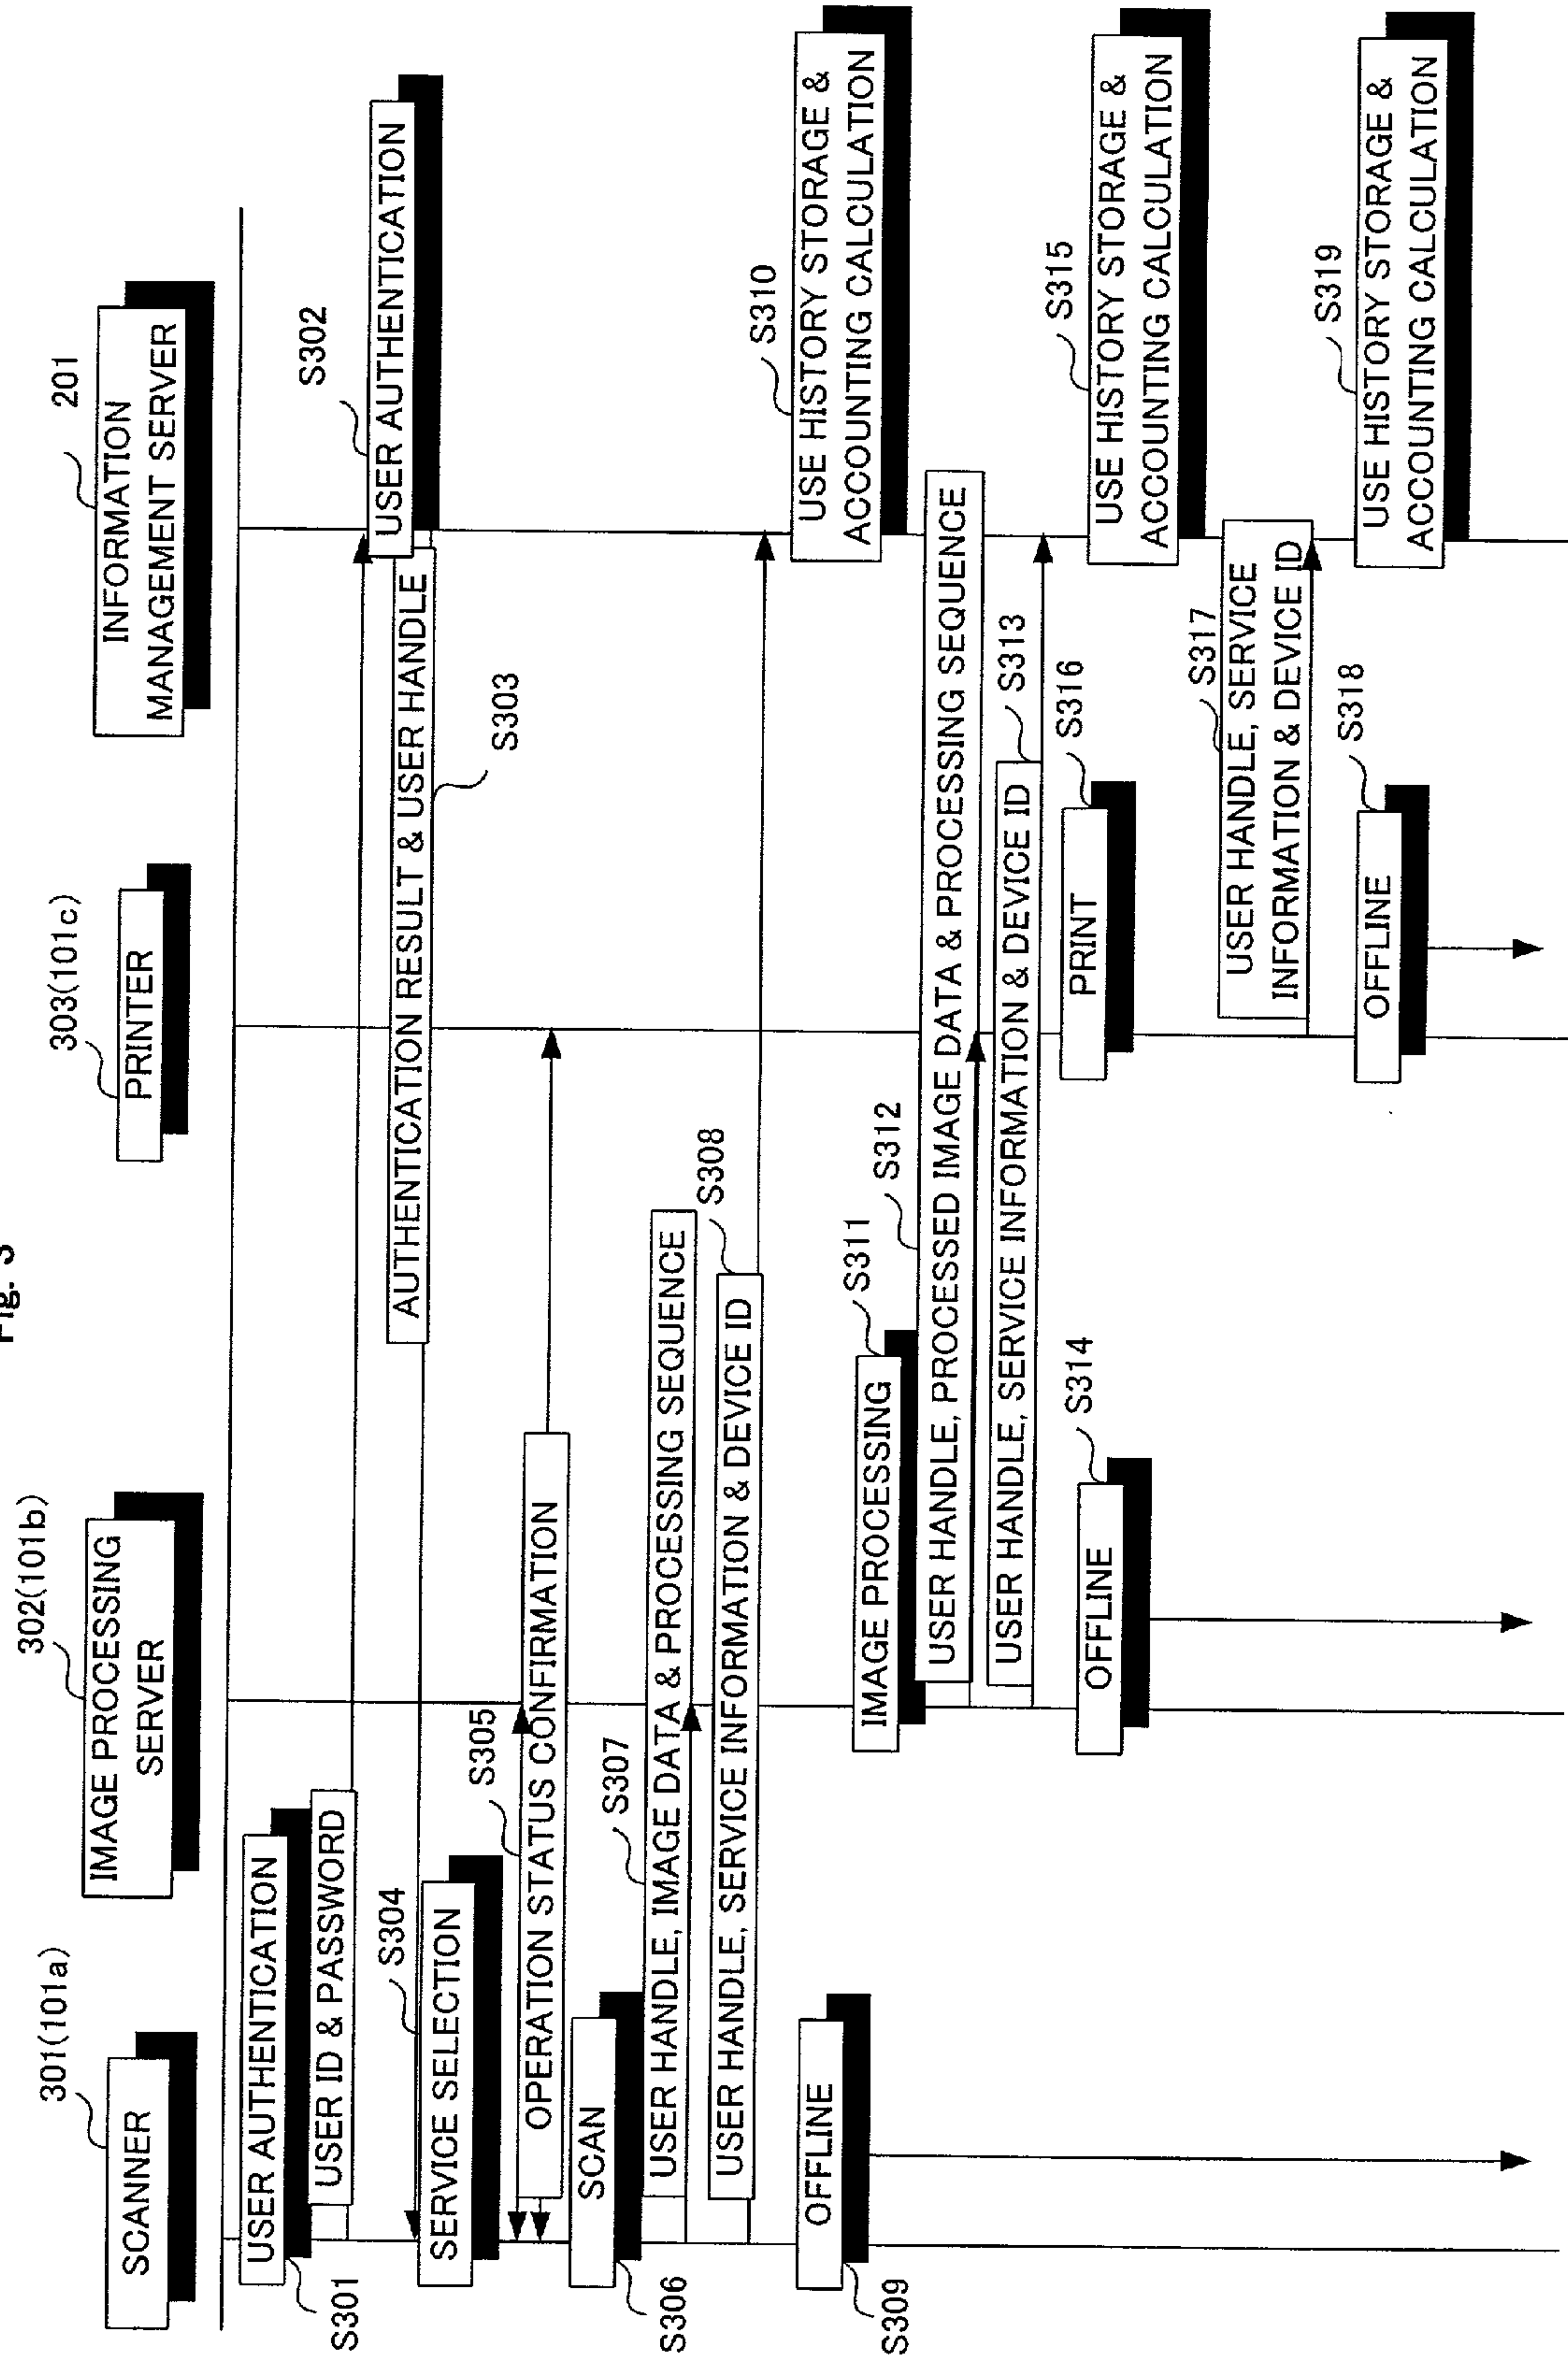 Fig. 3
301(101a)
SCANNER
302(101b)
IMAGE PROCESSING
SERVER
303(101c)
PRINTER
201
INFORMATION
MANAGEMENT SERVER
USER AUTHENTICATION
S301
USER ID & PASSWORD
S302
USER AUTHENTICATION
AUTHENTICATION RESULT & USER HANDLE
S303
S304
SERVICE SELECTION
S305
OPERATION STATUS CONFIRMATION
SCAN
S306
S307
USER HANDLE, IMAGE DATA & PROCESSING SEQUENCE
S308
USER HANDLE, SERVICE INFORMATION & DEVICE ID
OFFLINE
S309
S310
USE HISTORY STORAGE &
ACCOUNTING CALCULATION
S311
IMAGE PROCESSING
S312
USER HANDLE, PROCESSED IMAGE DATA & PROCESSING SEQUENCE
S313
USER HANDLE, SERVICE INFORMATION & DEVICE ID
S314
OFFLINE
S315
USE HISTORY STORAGE &
ACCOUNTING CALCULATION
S316
PRINT
S317
USER HANDLE, SERVICE
INFORMATION & DEVICE ID
S318
OFFLINE
S319
USE HISTORY STORAGE &
ACCOUNTING CALCULATION